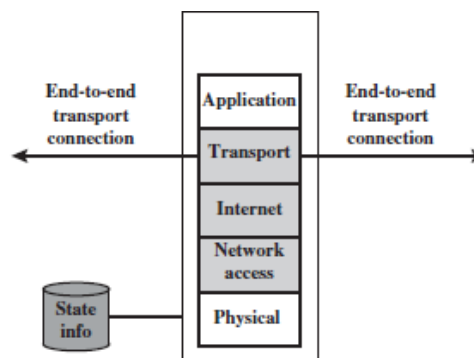 End-to-end
transport
connection
Application
End-to-end
transport
connection
Transport
Internet
Network
access
State
info
Physical